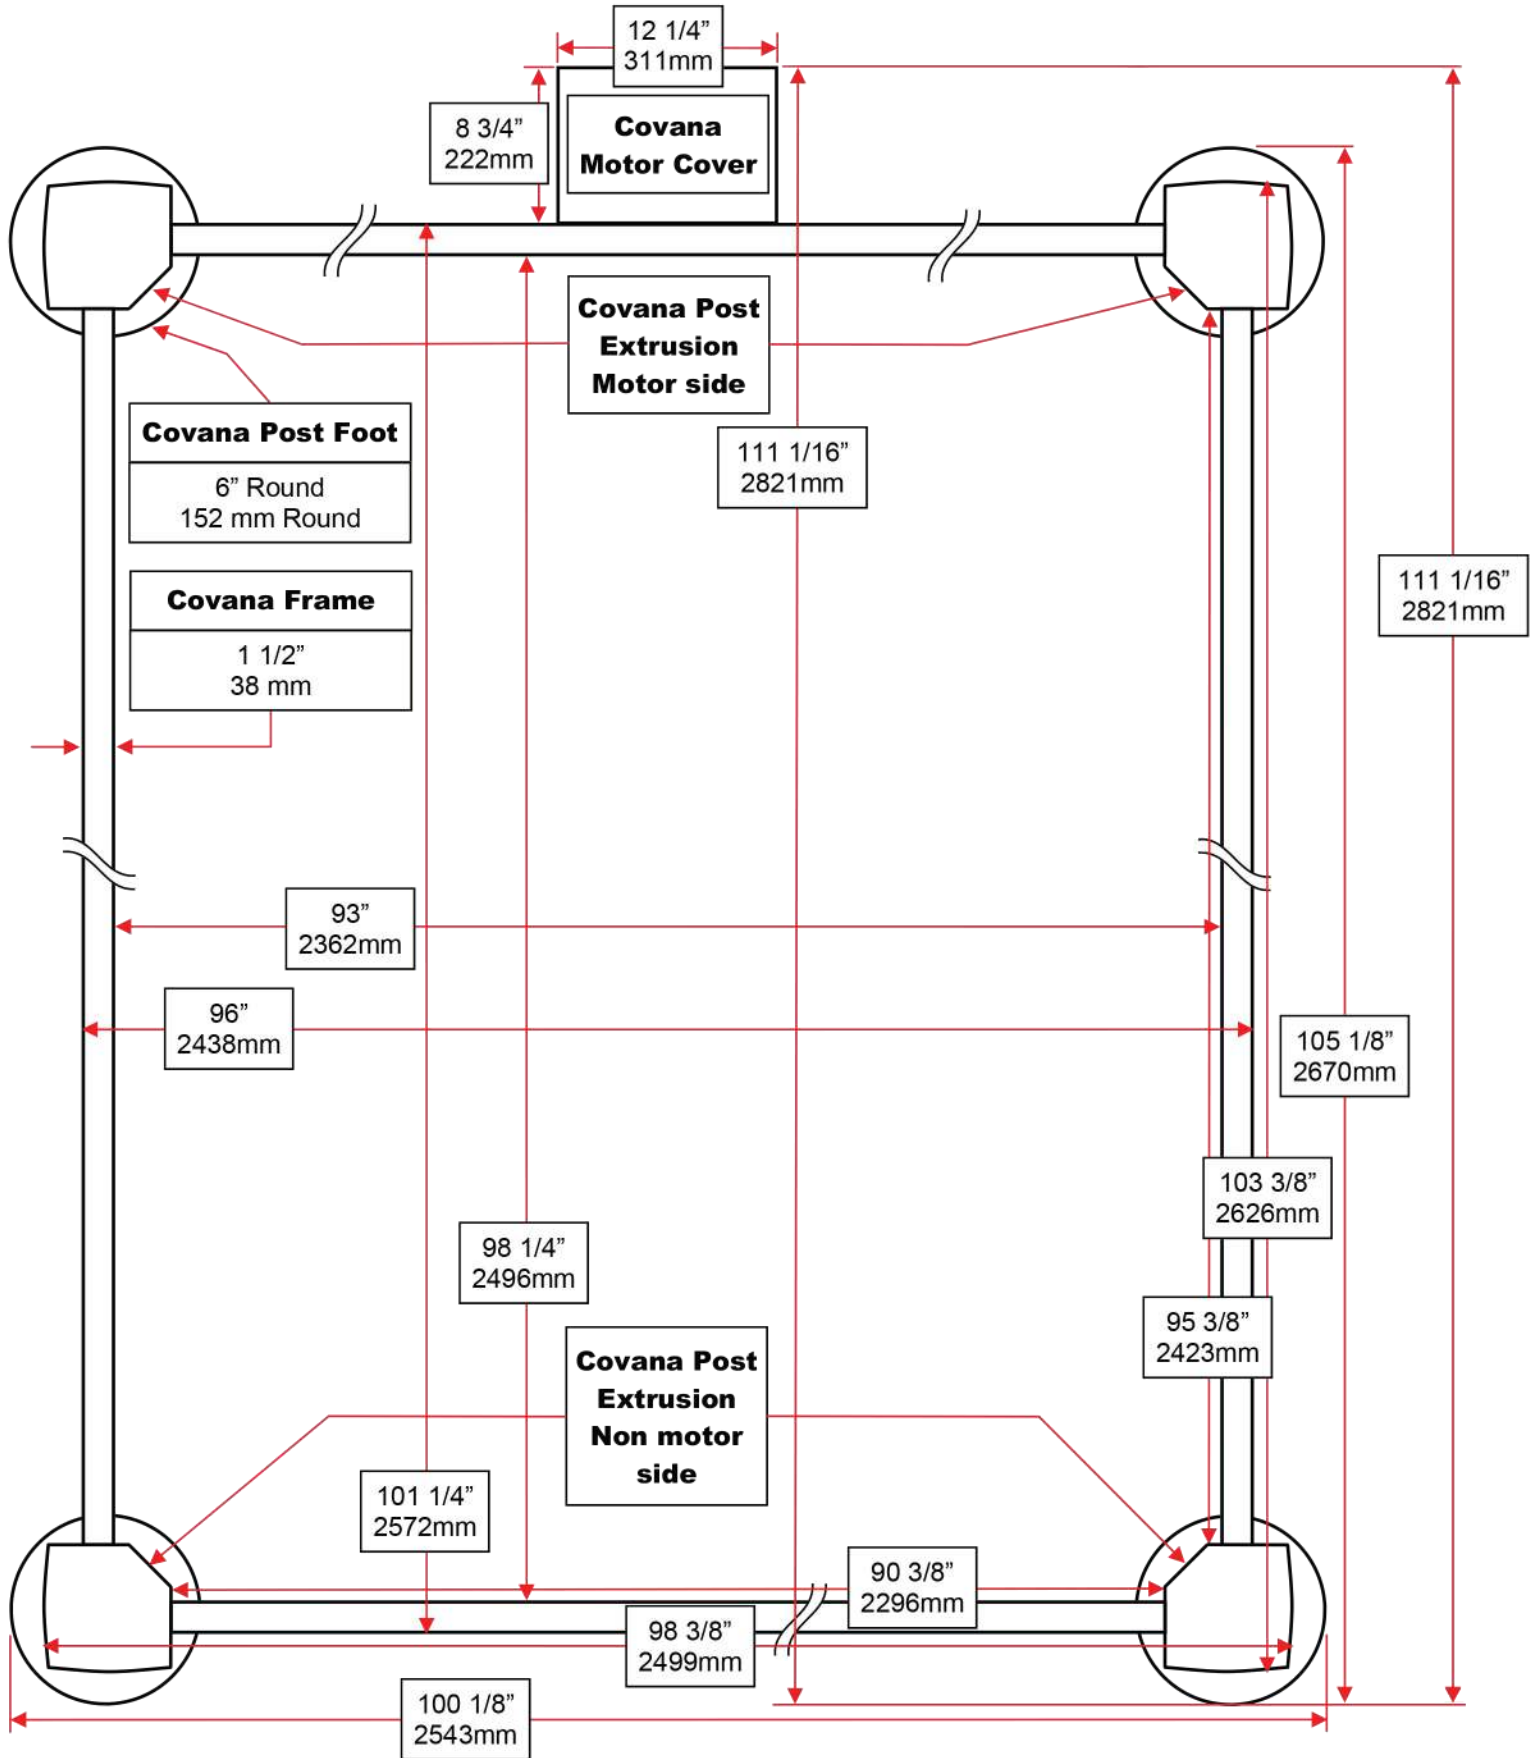 12 1/4”
311mm
8 3/4”
222mm
Covana
Motor Cover
Covana Post
Extrusion
Motor side
Covana Post Foot
6” Round
152 mm Round
111 1/16”
2821mm
Covana Frame
1 1/2”
38 mm
111 1/16”
2821mm
93”
2362mm
96”
2438mm
105 1/8”
2670mm
103 3/8”
2626mm
98 1/4”
2496mm
95 3/8”
2423mm
Covana Post
Extrusion
Non motor
side
101 1/4”
2572mm
90 3/8”
2296mm
98 3/8”
2499mm
100 1/8”
2543mm